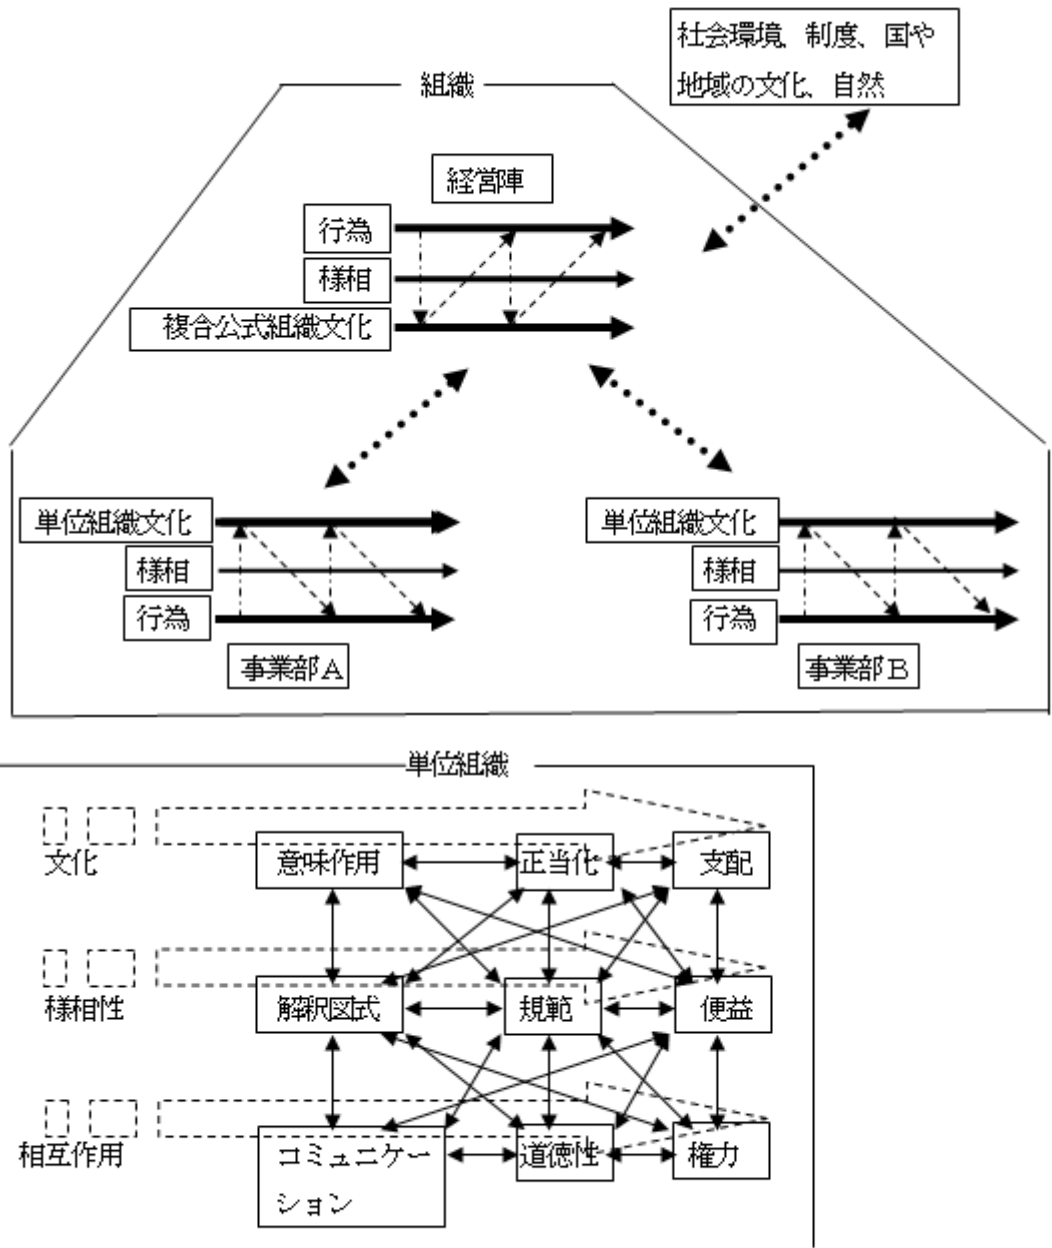 社会環境、制度、国や
地域の文化、自然
組織
経営陣
行為
様相
複合公式組織文化
単位組織文化
様相
行為
事業部A
単位組織文化
様相
行為
事業部B
単位組織
文化
意味作用
正当化
支配
様相性
解釈図式
規範
便益
相互作用
コミュニケー
ション
道徳性
権力